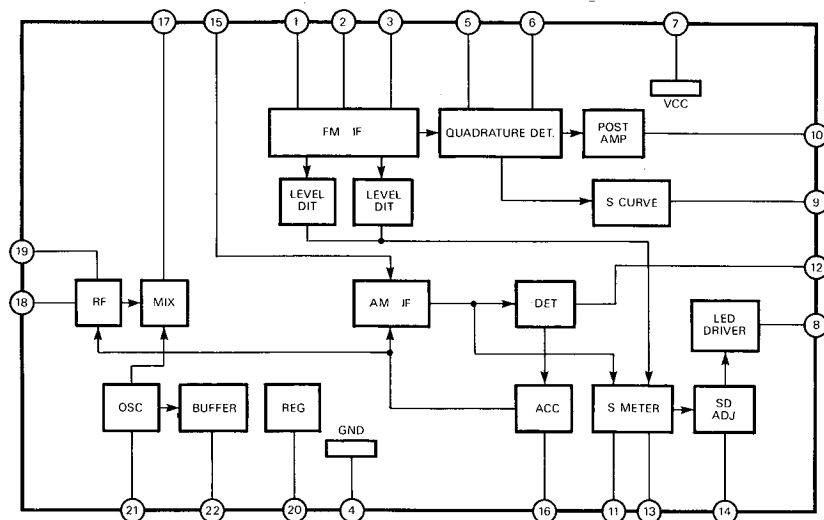 17 15 1 2 3 5 6 7
VCC
FM IF
QUADRATURE DET.
POST
AMP
10
LEVEL
DIT
LEVEL
DIT
S CURVE
9
19
12
18
RF
MIX
AM IF
DET
LED
DRIVER
8
OSC
BUFFER
REG
GND
ACC
S METER
SD
ADJ
21 22 20 4 16 11 13 14